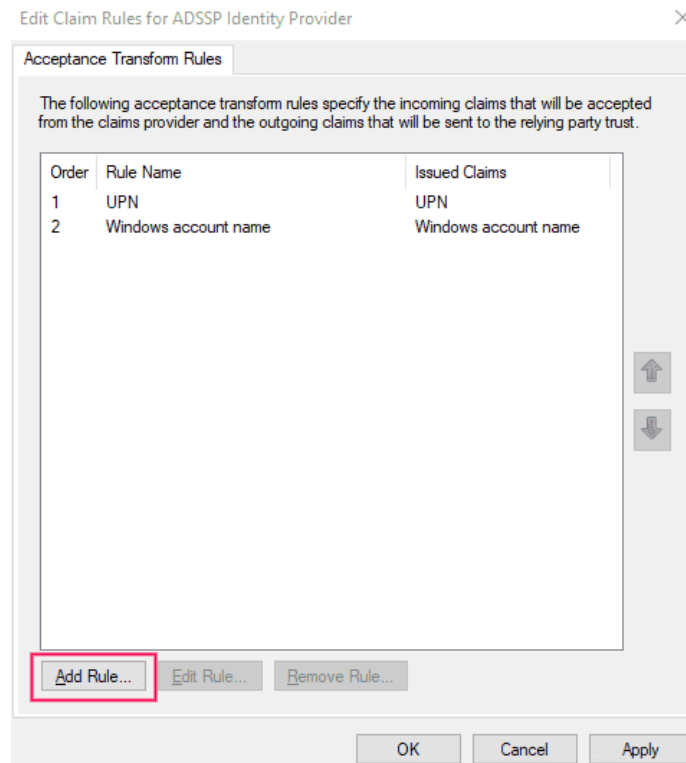 Edit Claim Rules for ADSSP Identity Provider
Acceptance Transform Rules
The following acceptance transform rules specify the incoming claims that will be accepted
from the claims provider and the outgoing claims that will be sent to the relying party trust.
Order Rule Name Issued Claims
1 UPN UPN
2 Windows account name Windows account name
Add Rule... Edit Rule... Remove Rule...
OK Cancel Apply